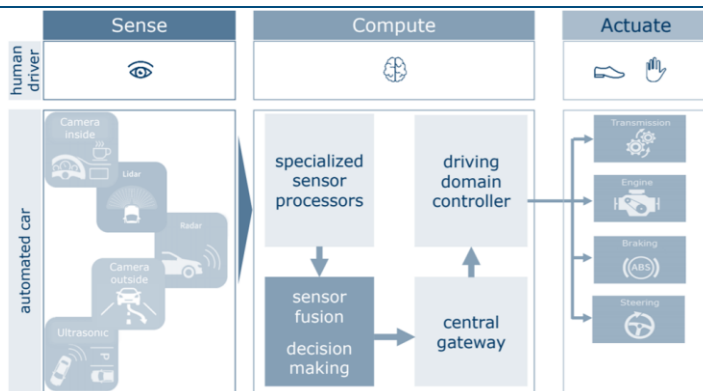 Sense
Compute
Actuate
human
driver
automated car
Camera
inside
Lidar
Radar
Camera
outside
Ultrasonic
P
specialized
sensor
processors
sensor
fusion
decision
making
driving
domain
controller
central
gateway
Transmission
Engine
Braking
(ABS)
Steering